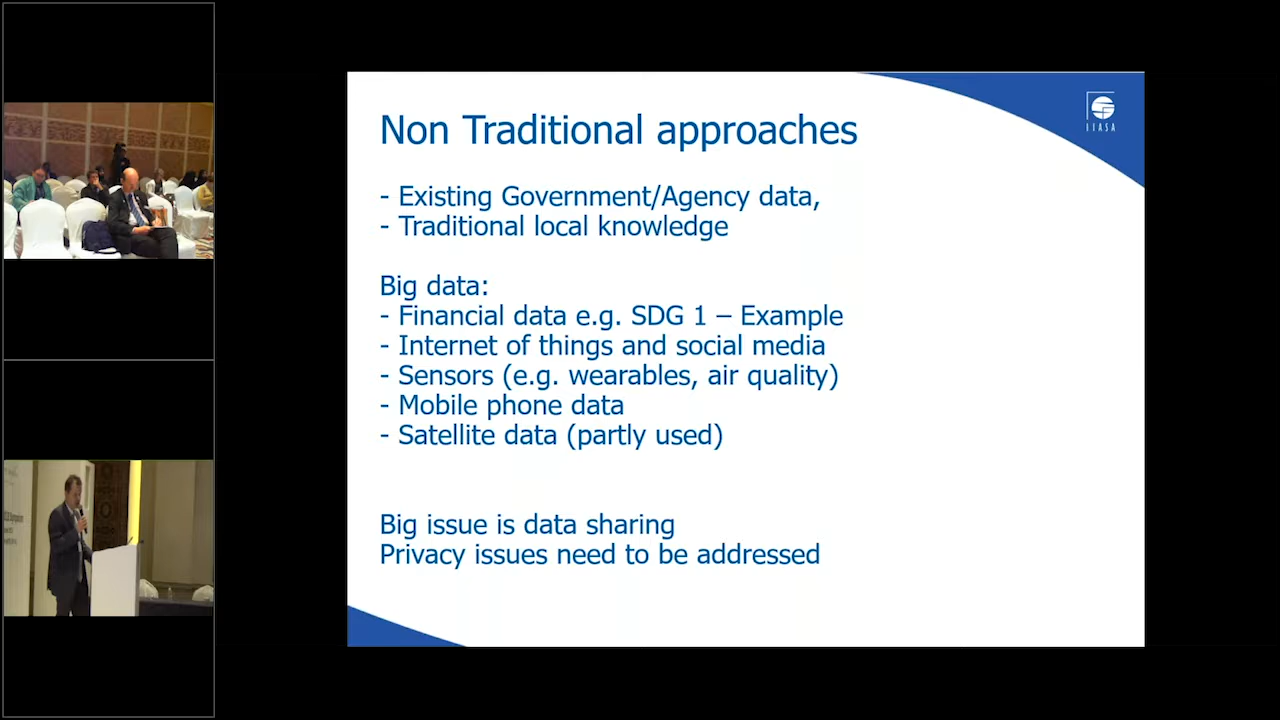 Non Traditional approaches
IIASA
- Existing Government/Agency data,
- Traditional local knowledge
Big data:
- Financial data e.g. SDG 1 – Example
- Internet of things and social media
- Sensors (e.g. wearables, air quality)
- Mobile phone data
- Satellite data (partly used)
Big issue is data sharing
Privacy issues need to be addressed